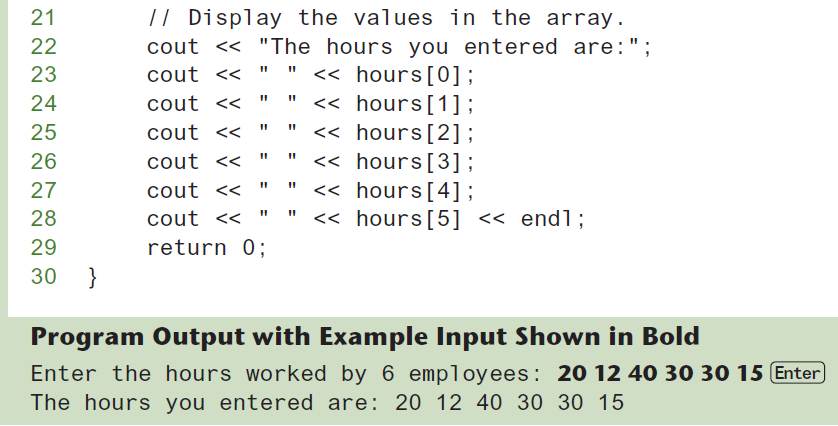 21 // Display the values in the array.
22 cout << "The hours you entered are:";
23 cout << " " << hours[0];
24 cout << " " << hours[1];
25 cout << " " << hours[2];
26 cout << " " << hours[3];
27 cout << " " << hours[4];
28 cout << " " << hours[5] << endl;
29 return 0;
30 }
Program Output with Example Input Shown in Bold
Enter the hours worked by 6 employees: 20 12 40 30 30 15 Enter
The hours you entered are: 20 12 40 30 30 15